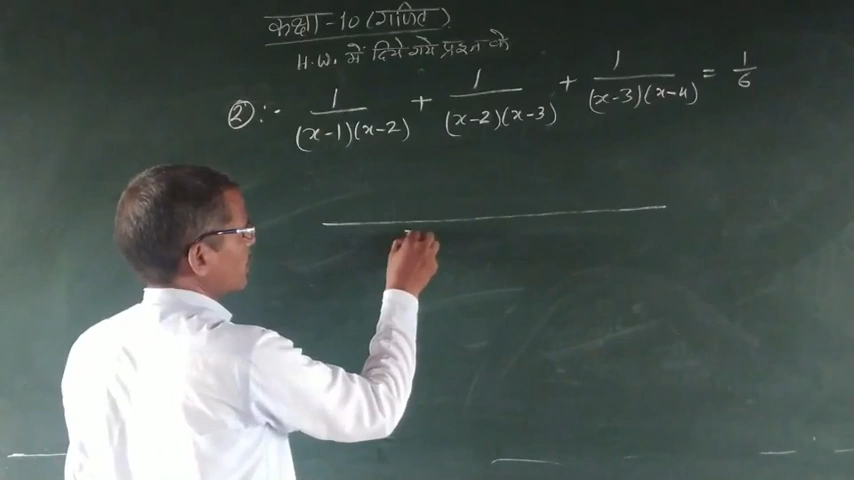 कक्षा-10 (गणित)
H.W. में दिये गये प्रश्न के
② :- 1/((x-1)(x-2)) + 1/((x-2)(x-3)) + 1/((x-3)(x-4)) = 1/6